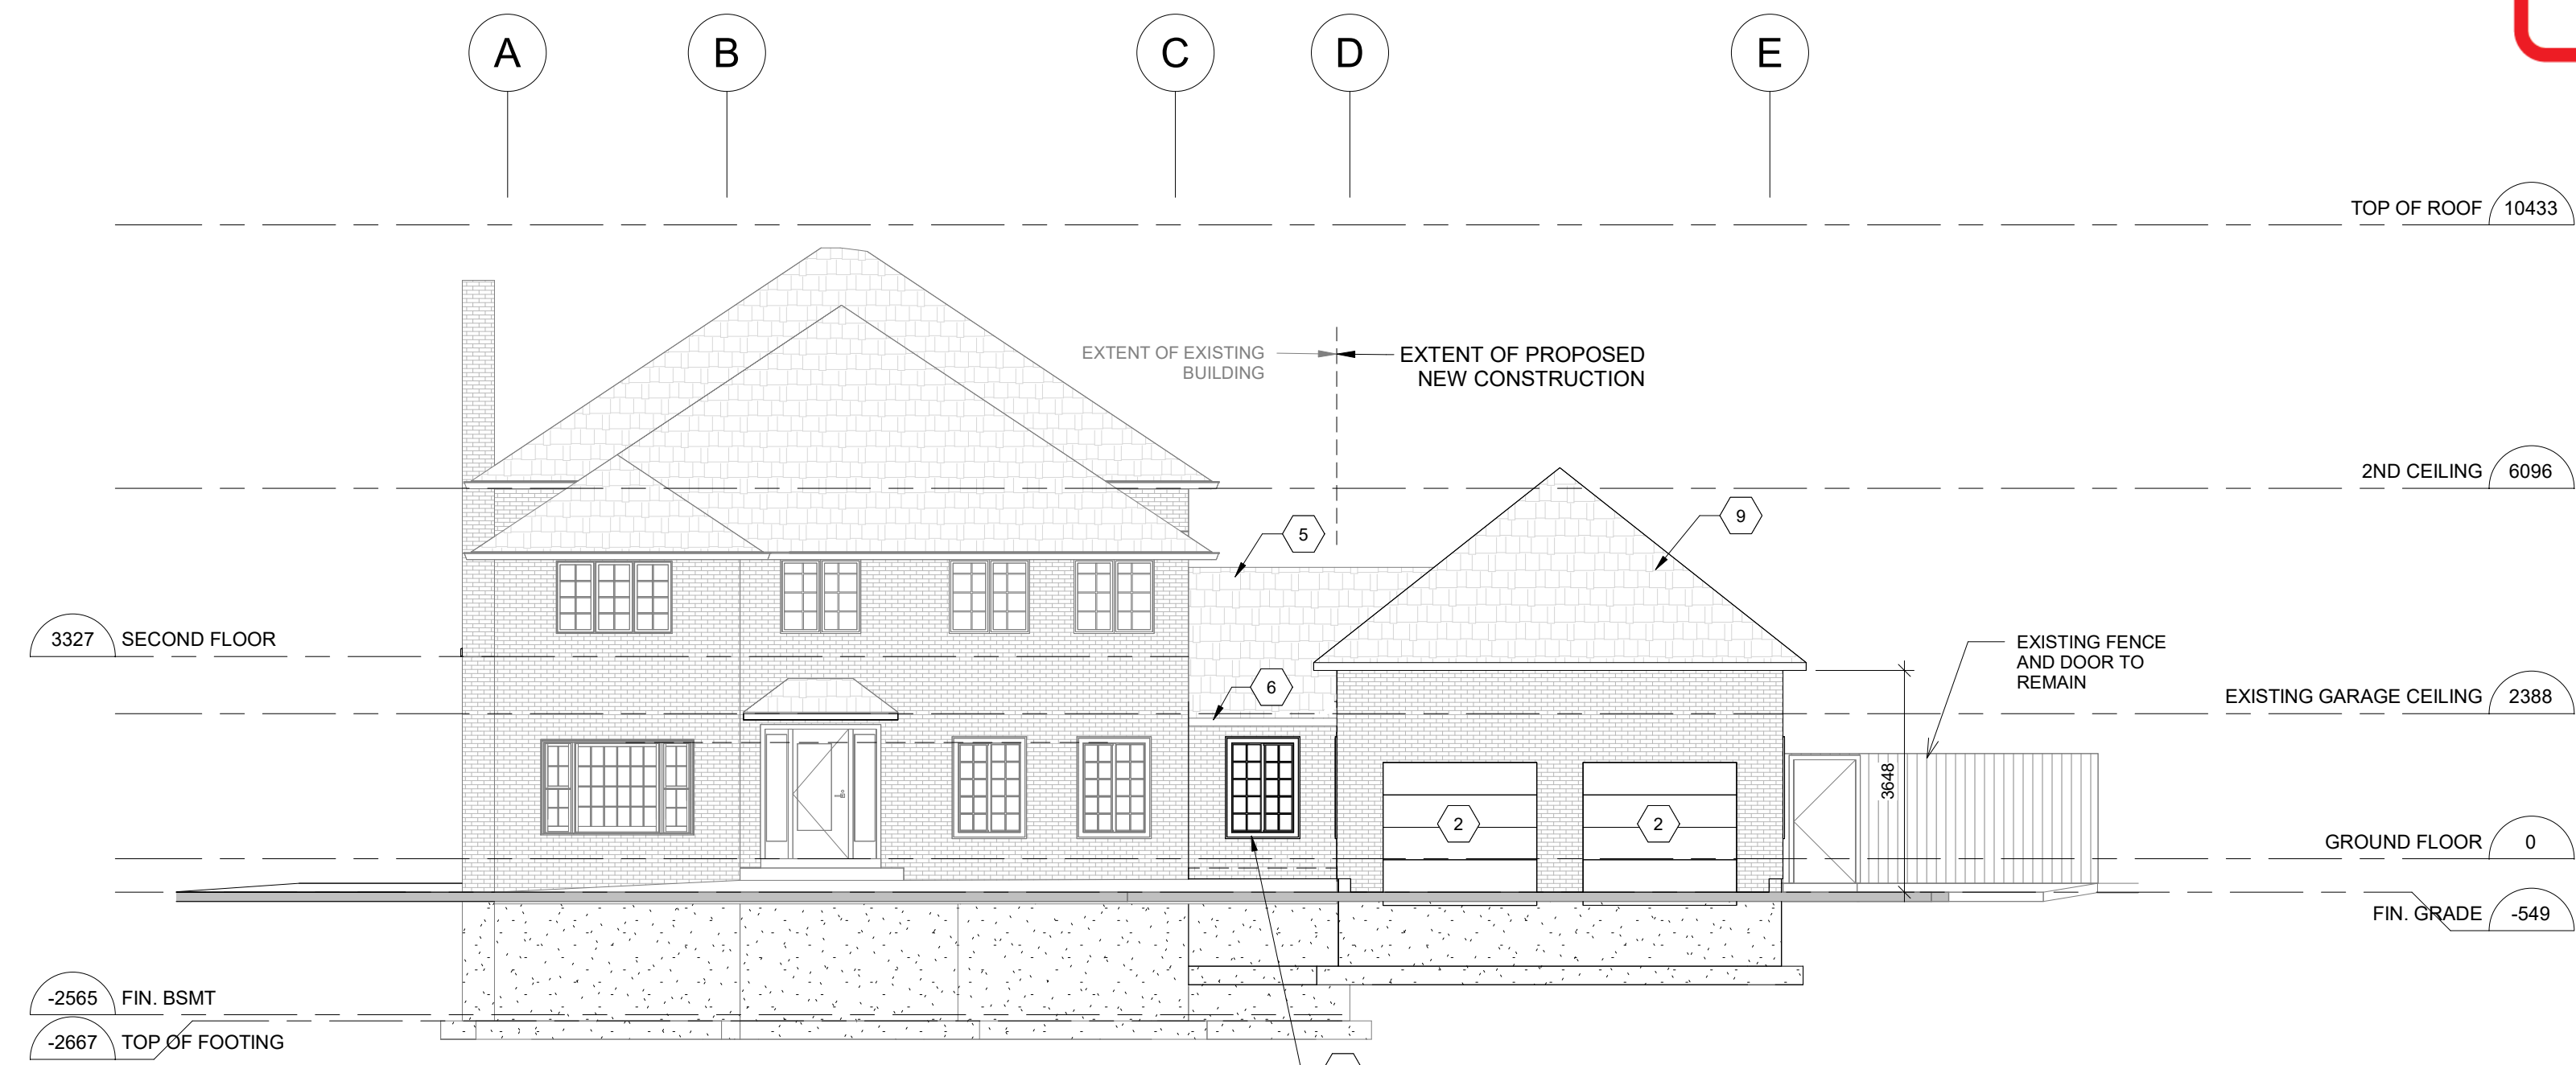 A B C D E
TOP OF ROOF 10433
EXTENT OF EXISTING
BUILDING
EXTENT OF PROPOSED
NEW CONSTRUCTION
2ND CEILING 6096
9
5
3327 SECOND FLOOR
EXISTING FENCE
AND DOOR TO
REMAIN
6
EXISTING GARAGE CEILING 2388
3648
2 2
GROUND FLOOR 0
FIN. GRADE -549
-2565 FIN. BSMT
-2667 TOP OF FOOTING